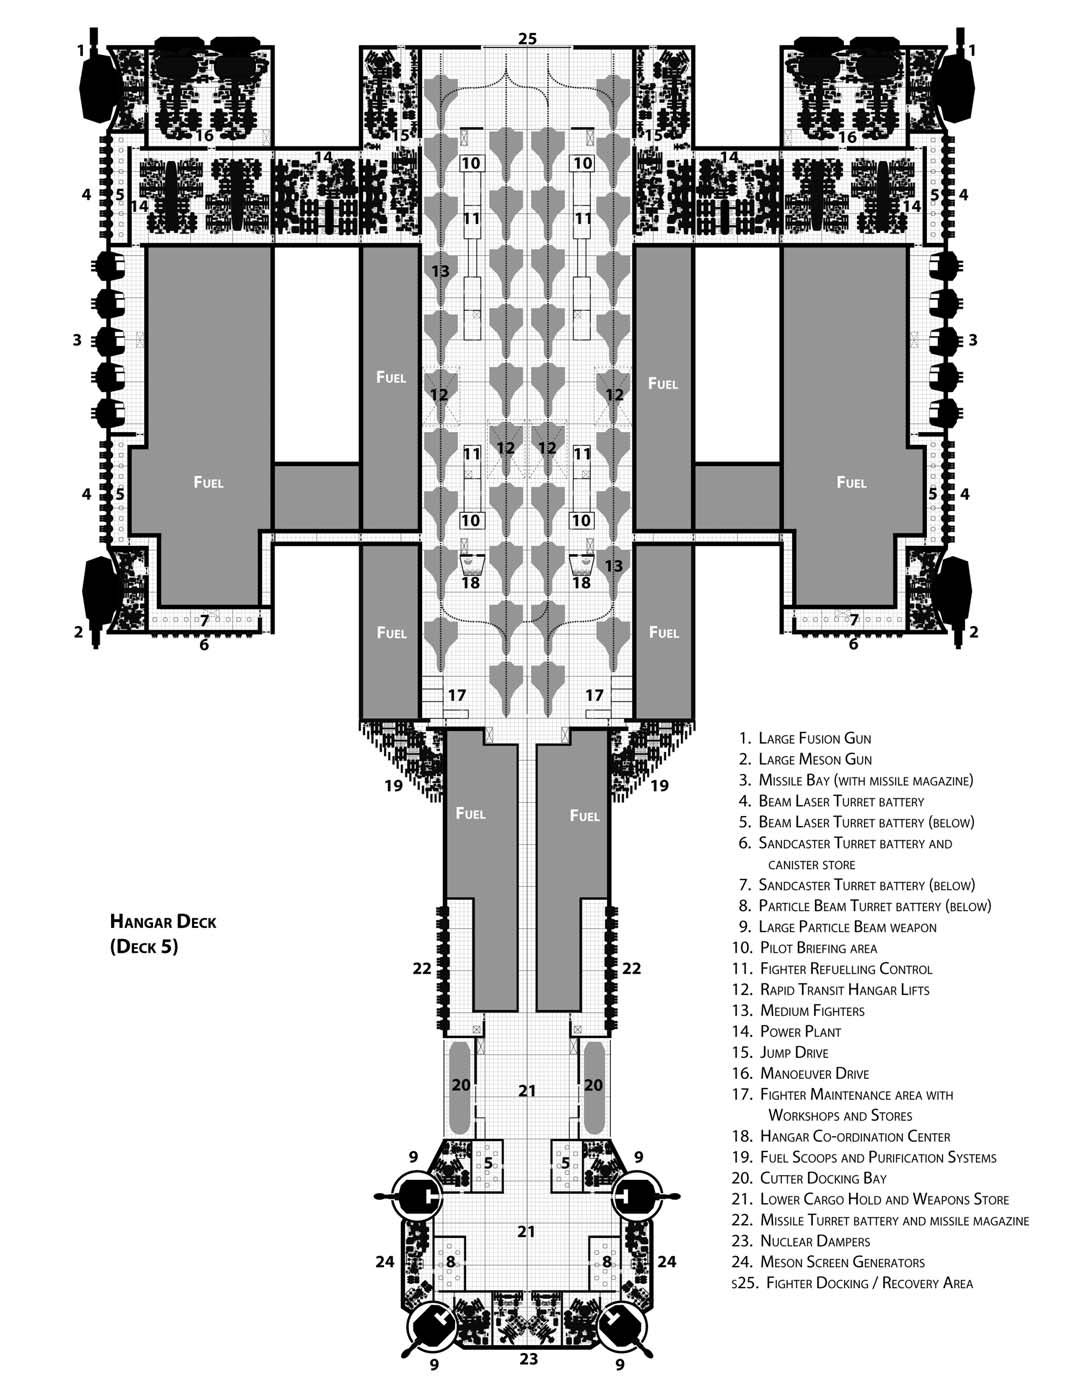 25
1 1
16 15 15 16
14 10 10 14
4 5 14 14 5 4
11 11
13
3 3
FUEL FUEL
12 12
12 12
11 11
FUEL FUEL
4 5 5 4
10 10
13
18 18
7 7
2 FUEL FUEL 2
6 6
17 17
19 19
FUEL FUEL
HANGAR DECK
(DECK 5)
22 22
20 21 20
9 5 5 9
21
24 8 8 24
9 23 9
1. LARGE FUSION GUN
2. LARGE MESON GUN
3. MISSILE BAY (WITH MISSILE MAGAZINE)
4. BEAM LASER TURRET BATTERY
5. BEAM LASER TURRET BATTERY (BELOW)
6. SANDCASTER TURRET BATTERY AND
CANISTER STORE
7. SANDCASTER TURRET BATTERY (BELOW)
8. PARTICLE BEAM TURRET BATTERY (BELOW)
9. LARGE PARTICLE BEAM WEAPON
10. PILOT BRIEFING AREA
11. FIGHTER REFUELLING CONTROL
12. RAPID TRANSIT HANGAR LIFTS
13. MEDIUM FIGHTERS
14. POWER PLANT
15. JUMP DRIVE
16. MANOEUVER DRIVE
17. FIGHTER MAINTENANCE AREA WITH
WORKSHOPS AND STORES
18. HANGAR CO-ORDINATION CENTER
19. FUEL SCOOPS AND PURIFICATION SYSTEMS
20. CUTTER DOCKING BAY
21. LOWER CARGO HOLD AND WEAPONS STORE
22. MISSILE TURRET BATTERY AND MISSILE MAGAZINE
23. NUCLEAR DAMPERS
24. MESON SCREEN GENERATORS
S25. FIGHTER DOCKING / RECOVERY AREA